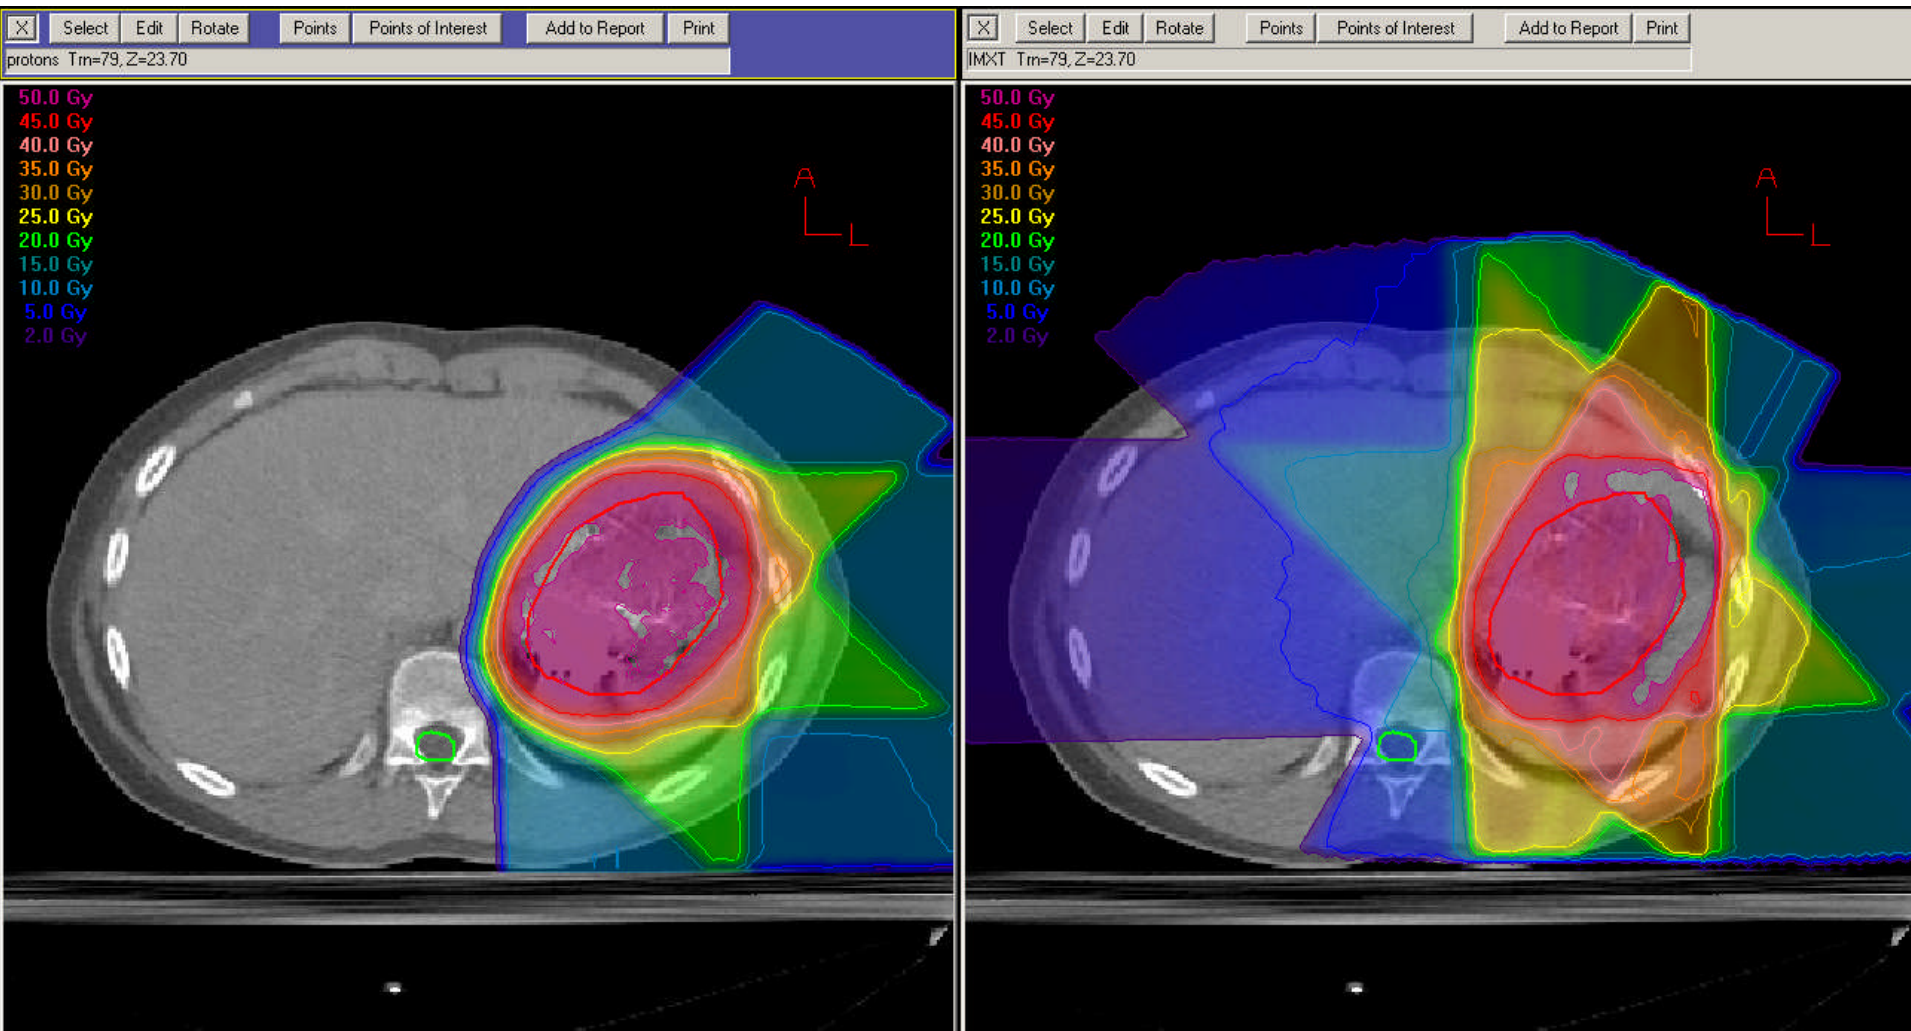 X Select Edit Rotate Points Points of Interest Add to Report Print
protons Trn=79, Z=23.70
50.0 Gy
45.0 Gy
40.0 Gy
35.0 Gy
30.0 Gy
25.0 Gy
20.0 Gy
15.0 Gy
10.0 Gy
5.0 Gy
2.0 Gy
A
L
X Select Edit Rotate Points Points of Interest Add to Report Print
IMXT Trn=79, Z=23.70
50.0 Gy
45.0 Gy
40.0 Gy
35.0 Gy
30.0 Gy
25.0 Gy
20.0 Gy
15.0 Gy
10.0 Gy
5.0 Gy
2.0 Gy
A
L